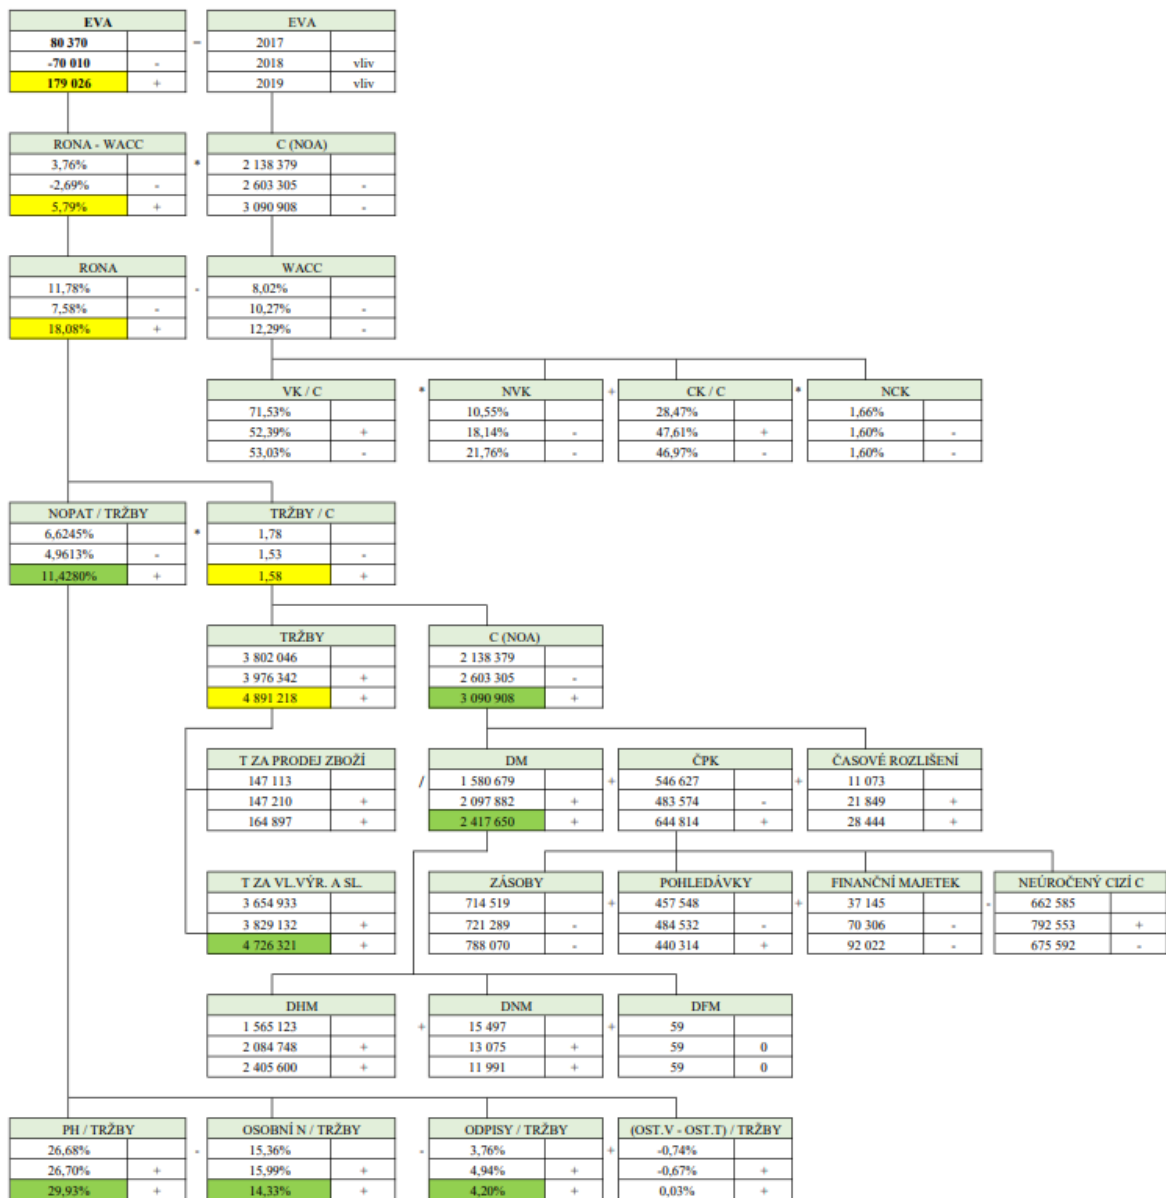 EVA EVA
80 370 = 2017
-70 010 - 2018 vliv
179 026 + 2019 vliv
RONA - WACC C (NOA)
3,76% * 2 138 379
-2,69% - 2 603 305 -
5,79% + 3 090 908 -
RONA WACC
11,78% - 8,02%
7,58% - 10,27% -
18,08% + 12,29% -
VK / C * NVK + CK / C * NCK
71,53% 10,55% 28,47% 1,66%
52,39% + 18,14% - 47,61% + 1,60% -
53,03% - 21,76% - 46,97% - 1,60% -
NOPAT / TRŽBY TRŽBY / C
6,6245% * 1,78
4,9613% - 1,53 -
11,4280% + 1,58 +
TRŽBY C (NOA)
3 802 046 2 138 379
3 976 342 + 2 603 305 -
4 891 218 + 3 090 908 +
T ZA PRODEJ ZBOŽÍ DM ČPK ČASOVÉ ROZLIŠENÍ
147 113 / 1 580 679 + 546 627 + 11 073
147 210 + 2 097 882 + 483 574 - 21 849 +
164 897 + 2 417 650 + 644 814 + 28 444 +
T ZA VL.VÝR. A SL. ZÁSOBY POHLEDÁVKY FINANČNÍ MAJETEK NEÚROČENÝ CIZÍ C
3 654 933 714 519 + 457 548 + 37 145 - 662 585
3 829 132 + 721 289 - 484 532 - 70 306 - 792 553 +
4 726 321 + 788 070 - 440 314 + 92 022 - 675 592 -
DHM DNM DFM
1 565 123 + 15 497 + 59
2 084 748 + 13 075 + 59 0
2 405 600 + 11 991 + 59 0
PH / TRŽBY OSOBNÍ N / TRŽBY ODPISY / TRŽBY (OST.V - OST.T) / TRŽBY
26,68% - 15,36% - 3,76% + -0,74%
26,70% + 15,99% + 4,94% + -0,67% +
29,93% + 14,33% + 4,20% + 0,03% +